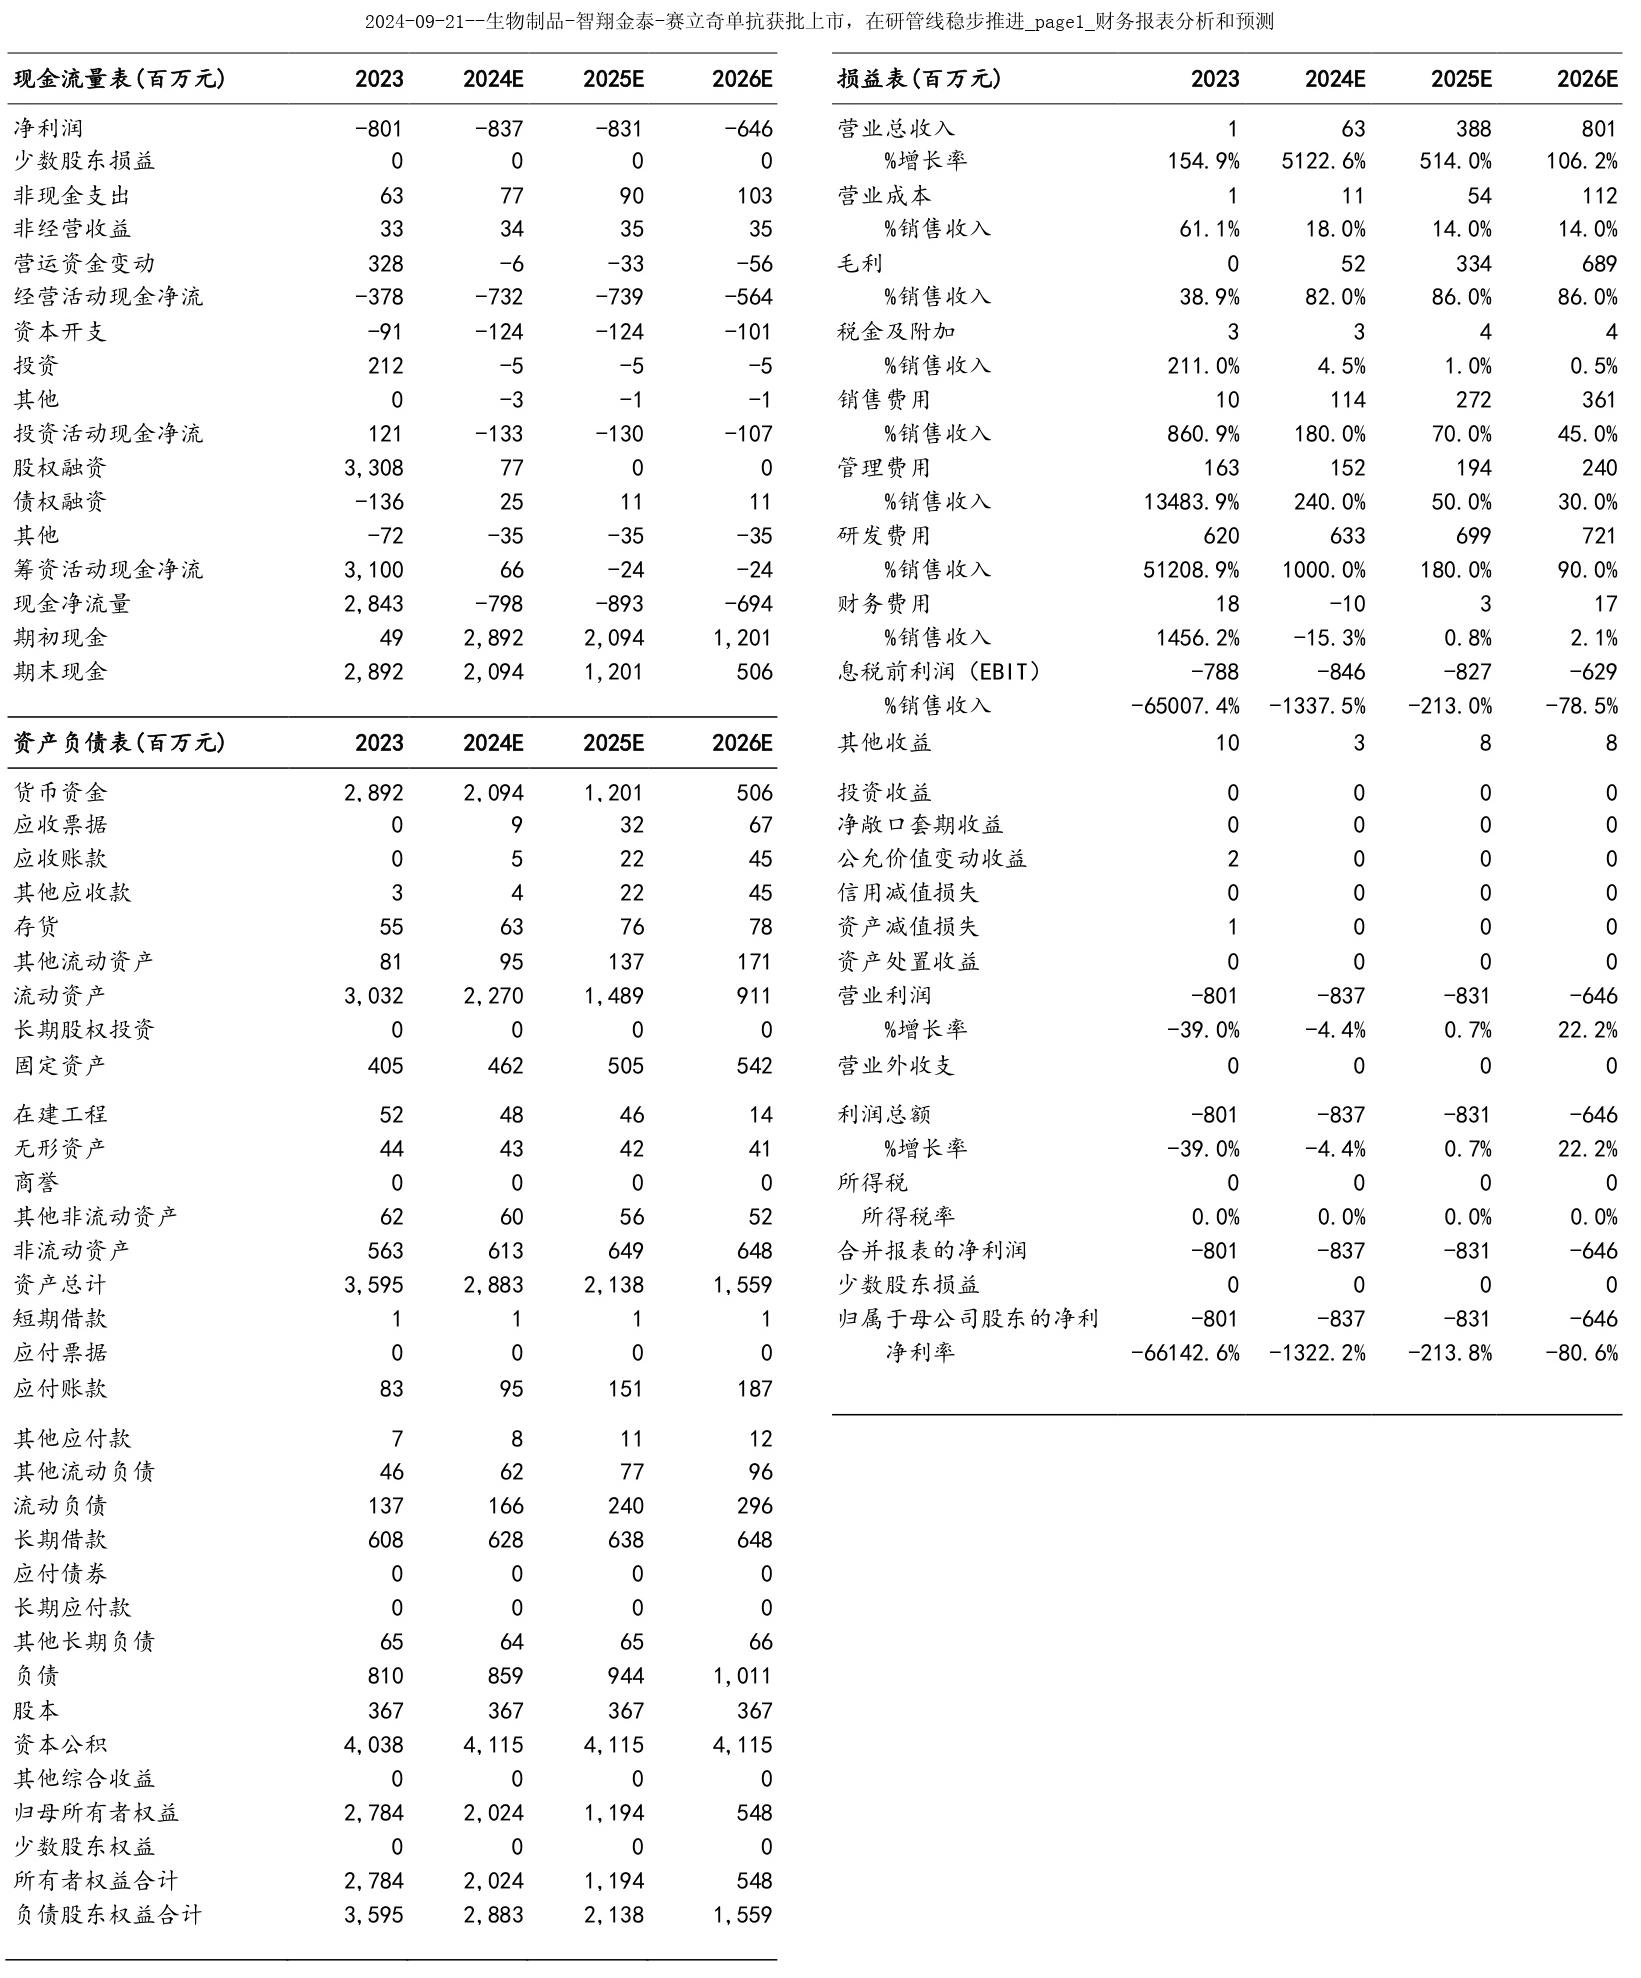 2024-09-21--生物制品-智翔金泰-赛立奇单抗获批上市，在研管线稳步推进_page1_财务报表分析和预测
现金流量表(百万元) 2023 2024E 2025E 2026E
净利润 -801 -837 -831 -646
少数股东损益 0 0 0 0
非现金支出 63 77 90 103
非经营收益 33 34 35 35
营运资金变动 328 -6 -33 -56
经营活动现金净流 -378 -732 -739 -564
资本开支 -91 -124 -124 -101
投资 212 -5 -5 -5
其他 0 -3 -1 -1
投资活动现金净流 121 -133 -130 -107
股权融资 3,308 77 0 0
债权融资 -136 25 11 11
其他 -72 -35 -35 -35
筹资活动现金净流 3,100 66 -24 -24
现金净流量 2,843 -798 -893 -694
期初现金 49 2,892 2,094 1,201
期末现金 2,892 2,094 1,201 506
资产负债表(百万元) 2023 2024E 2025E 2026E
货币资金 2,892 2,094 1,201 506
应收票据 0 9 32 67
应收账款 0 5 22 45
其他应收款 3 4 22 45
存货 55 63 76 78
其他流动资产 81 95 137 171
流动资产 3,032 2,270 1,489 911
长期股权投资 0 0 0 0
固定资产 405 462 505 542
在建工程 52 48 46 14
无形资产 44 43 42 41
商誉 0 0 0 0
其他非流动资产 62 60 56 52
非流动资产 563 613 649 648
资产总计 3,595 2,883 2,138 1,559
短期借款 1 1 1 1
应付票据 0 0 0 0
应付账款 83 95 151 187
其他应付款 7 8 11 12
其他流动负债 46 62 77 96
流动负债 137 166 240 296
长期借款 608 628 638 648
应付债券 0 0 0 0
长期应付款 0 0 0 0
其他长期负债 65 64 65 66
负债 810 859 944 1,011
股本 367 367 367 367
资本公积 4,038 4,115 4,115 4,115
其他综合收益 0 0 0 0
归母所有者权益 2,784 2,024 1,194 548
少数股东权益 0 0 0 0
所有者权益合计 2,784 2,024 1,194 548
负债股东权益合计 3,595 2,883 2,138 1,559
损益表(百万元) 2023 2024E 2025E 2026E
营业总收入 1 63 388 801
%增长率 154.9% 5122.6% 514.0% 106.2%
营业成本 1 11 54 112
%销售收入 61.1% 18.0% 14.0% 14.0%
毛利 0 52 334 689
%销售收入 38.9% 82.0% 86.0% 86.0%
税金及附加 3 3 4 4
%销售收入 211.0% 4.5% 1.0% 0.5%
销售费用 10 114 272 361
%销售收入 860.9% 180.0% 70.0% 45.0%
管理费用 163 152 194 240
%销售收入 13483.9% 240.0% 50.0% 30.0%
研发费用 620 633 699 721
%销售收入 51208.9% 1000.0% 180.0% 90.0%
财务费用 18 -10 3 17
%销售收入 1456.2% -15.3% 0.8% 2.1%
息税前利润（EBIT） -788 -846 -827 -629
%销售收入 -65007.4% -1337.5% -213.0% -78.5%
其他收益 10 3 8 8
投资收益 0 0 0 0
净敞口套期收益 0 0 0 0
公允价值变动收益 2 0 0 0
信用减值损失 0 0 0 0
资产减值损失 1 0 0 0
资产处置收益 0 0 0 0
营业利润 -801 -837 -831 -646
%增长率 -39.0% -4.4% 0.7% 22.2%
营业外收支 0 0 0 0
利润总额 -801 -837 -831 -646
%增长率 -39.0% -4.4% 0.7% 22.2%
所得税 0 0 0 0
所得税率 0.0% 0.0% 0.0% 0.0%
合并报表的净利润 -801 -837 -831 -646
少数股东损益 0 0 0 0
归属于母公司股东的净利 -801 -837 -831 -646
净利率 -66142.6% -1322.2% -213.8% -80.6%